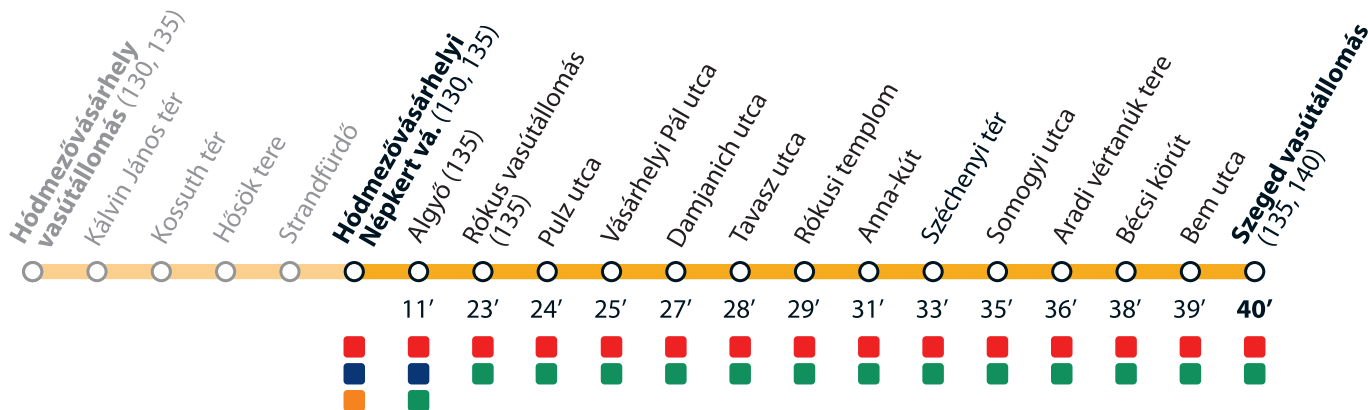 Hódmezővásárhely
vasútállomás (130, 135)
Kálvin János tér
Kossuth tér
Hősök tere
Strandfürdő
Hódmezővásárhelyi
Népkert vá. (130, 135)
Algyő (135)
Rókus vasútállomás
(135)
Pulz utca
Vásárhelyi Pál utca
Damjanich utca
Tavasz utca
Rókusi templom
Anna-kút
Széchenyi tér
Somogyi utca
Aradi vértanúk tere
Bécsi körút
Bem utca
Szeged vasútállomás
(135, 140)
11′ 23′ 24′ 25′ 27′ 28′ 29′ 31′ 33′ 35′ 36′ 38′ 39′ 40′